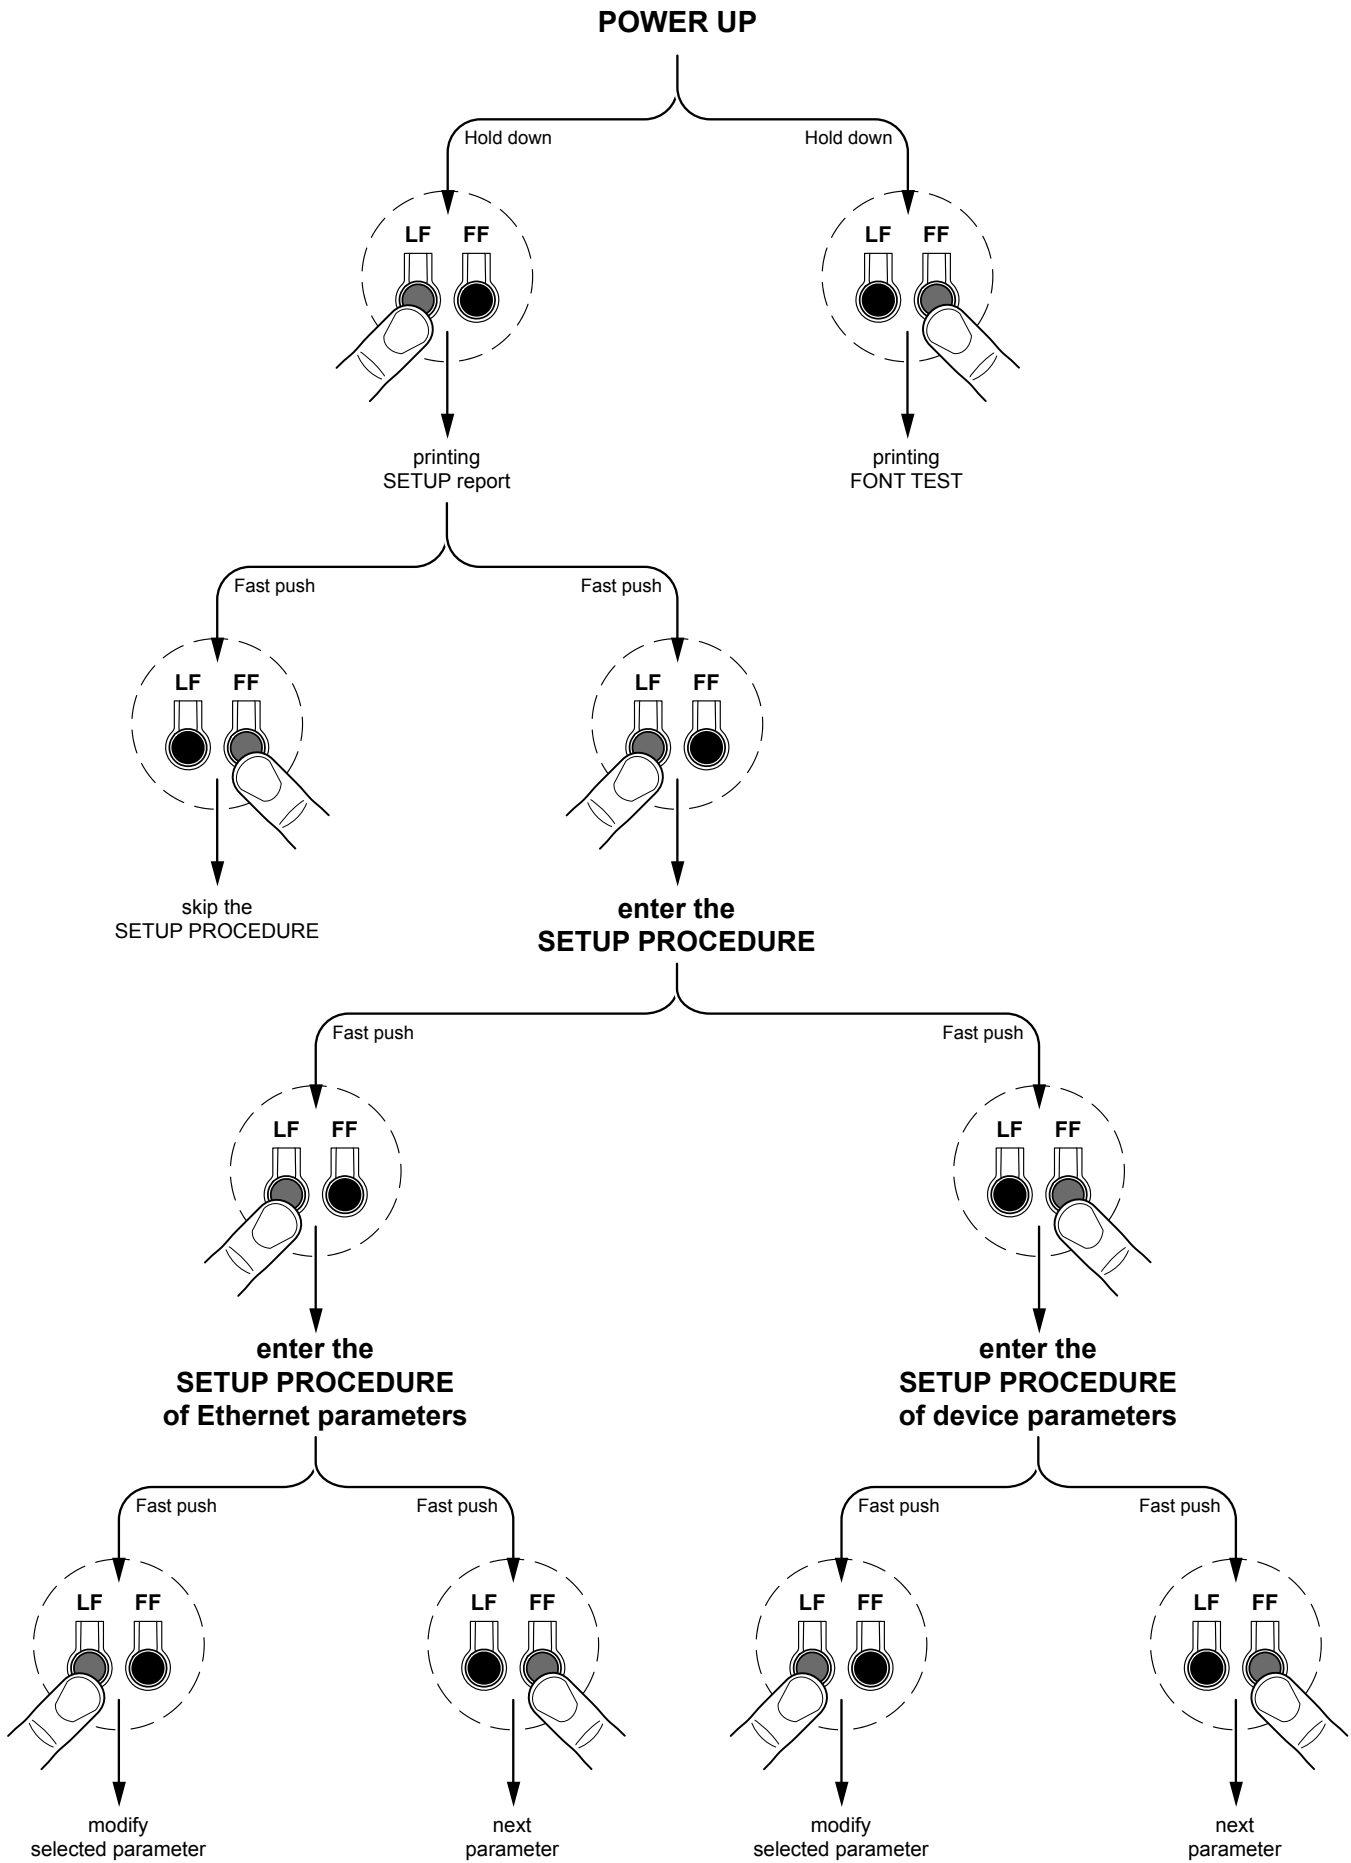 POWER UP
Hold down
Hold down
LF FF
LF FF
printing
SETUP report
printing
FONT TEST
Fast push
Fast push
LF FF
LF FF
skip the
SETUP PROCEDURE
enter the
SETUP PROCEDURE
Fast push
Fast push
LF FF
LF FF
enter the
SETUP PROCEDURE
of Ethernet parameters
enter the
SETUP PROCEDURE
of device parameters
Fast push
Fast push
Fast push
Fast push
LF FF
LF FF
LF FF
LF FF
modify
selected parameter
next
parameter
modify
selected parameter
next
parameter